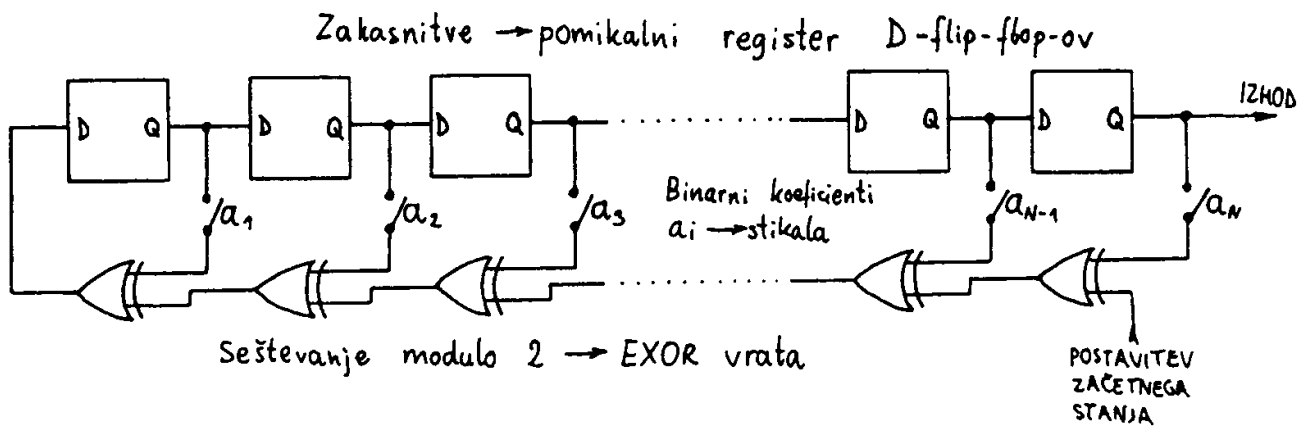 Zakasnitve → pomikalni register D-flip-flop-ov
IZHOD
D Q D Q D Q D Q D Q
a1 a2 a3 aN-1 aN
Binarni koeficienti
ai → stikala
Seštevanje modulo 2 → EXOR vrata
POSTAVITEV
ZAČETNEGA
STANJA